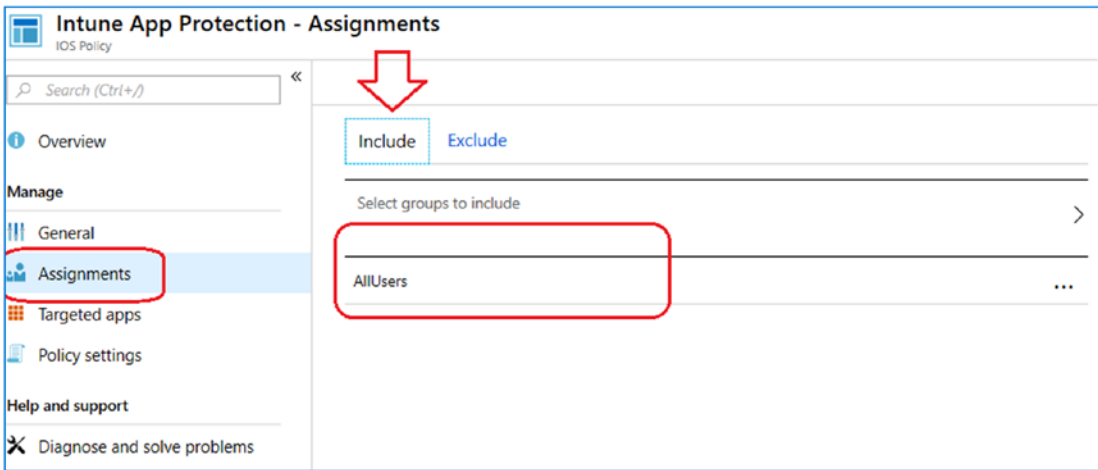 Intune App Protection - Assignments
IOS Policy
«
Search (Ctrl+/)
Overview
Manage
General
Assignments
Targeted apps
Policy settings
Help and support
Diagnose and solve problems
Include Exclude
Select groups to include
AllUsers
...